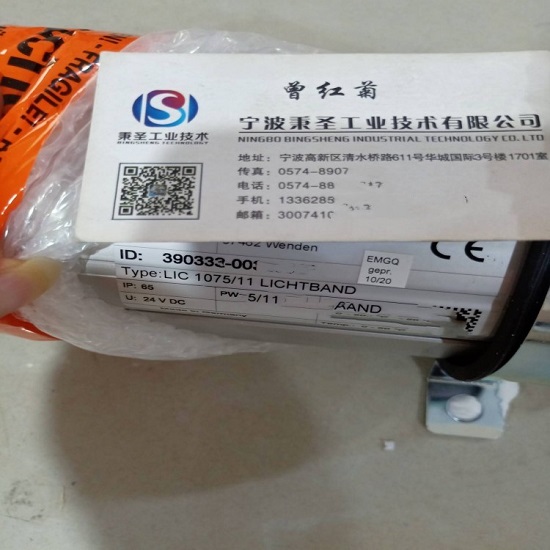 FRAGILE!
曾红菊
秉圣工业技术
BINGSHENG TECHNOLOGY
宁波秉圣工业技术有限公司
NINGBO BINGSHENG INDUSTRIAL TECHNOLOGY CO.,LTD.
地址：宁波高新区清水桥路611号华城国际3号楼1701室
传真：0574-8907
电话：0574-88
手机：1336285
邮箱：3007410
57482 Wenden
CE
ID: 390333-00
EMGQ
gepr.
10/20
Type: LIC 1075/11 LICHTBAND
IP: 65
PW: 5/11
AAND
U: 24 V DC